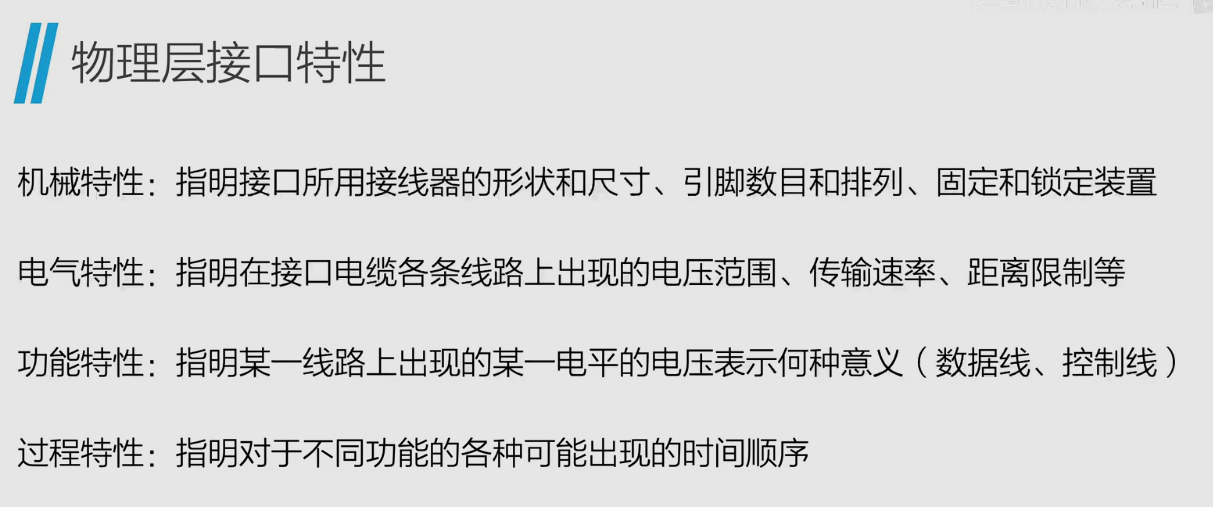 物理层接口特性
机械特性：指明接口所用接线器的形状和尺寸、引脚数目和排列、固定和锁定装置
电气特性：指明在接口电缆各条线路上出现的电压范围、传输速率、距离限制等
功能特性：指明某一线路上出现的某一电平的电压表示何种意义（数据线、控制线）
过程特性：指明对于不同功能的各种可能出现的时间顺序